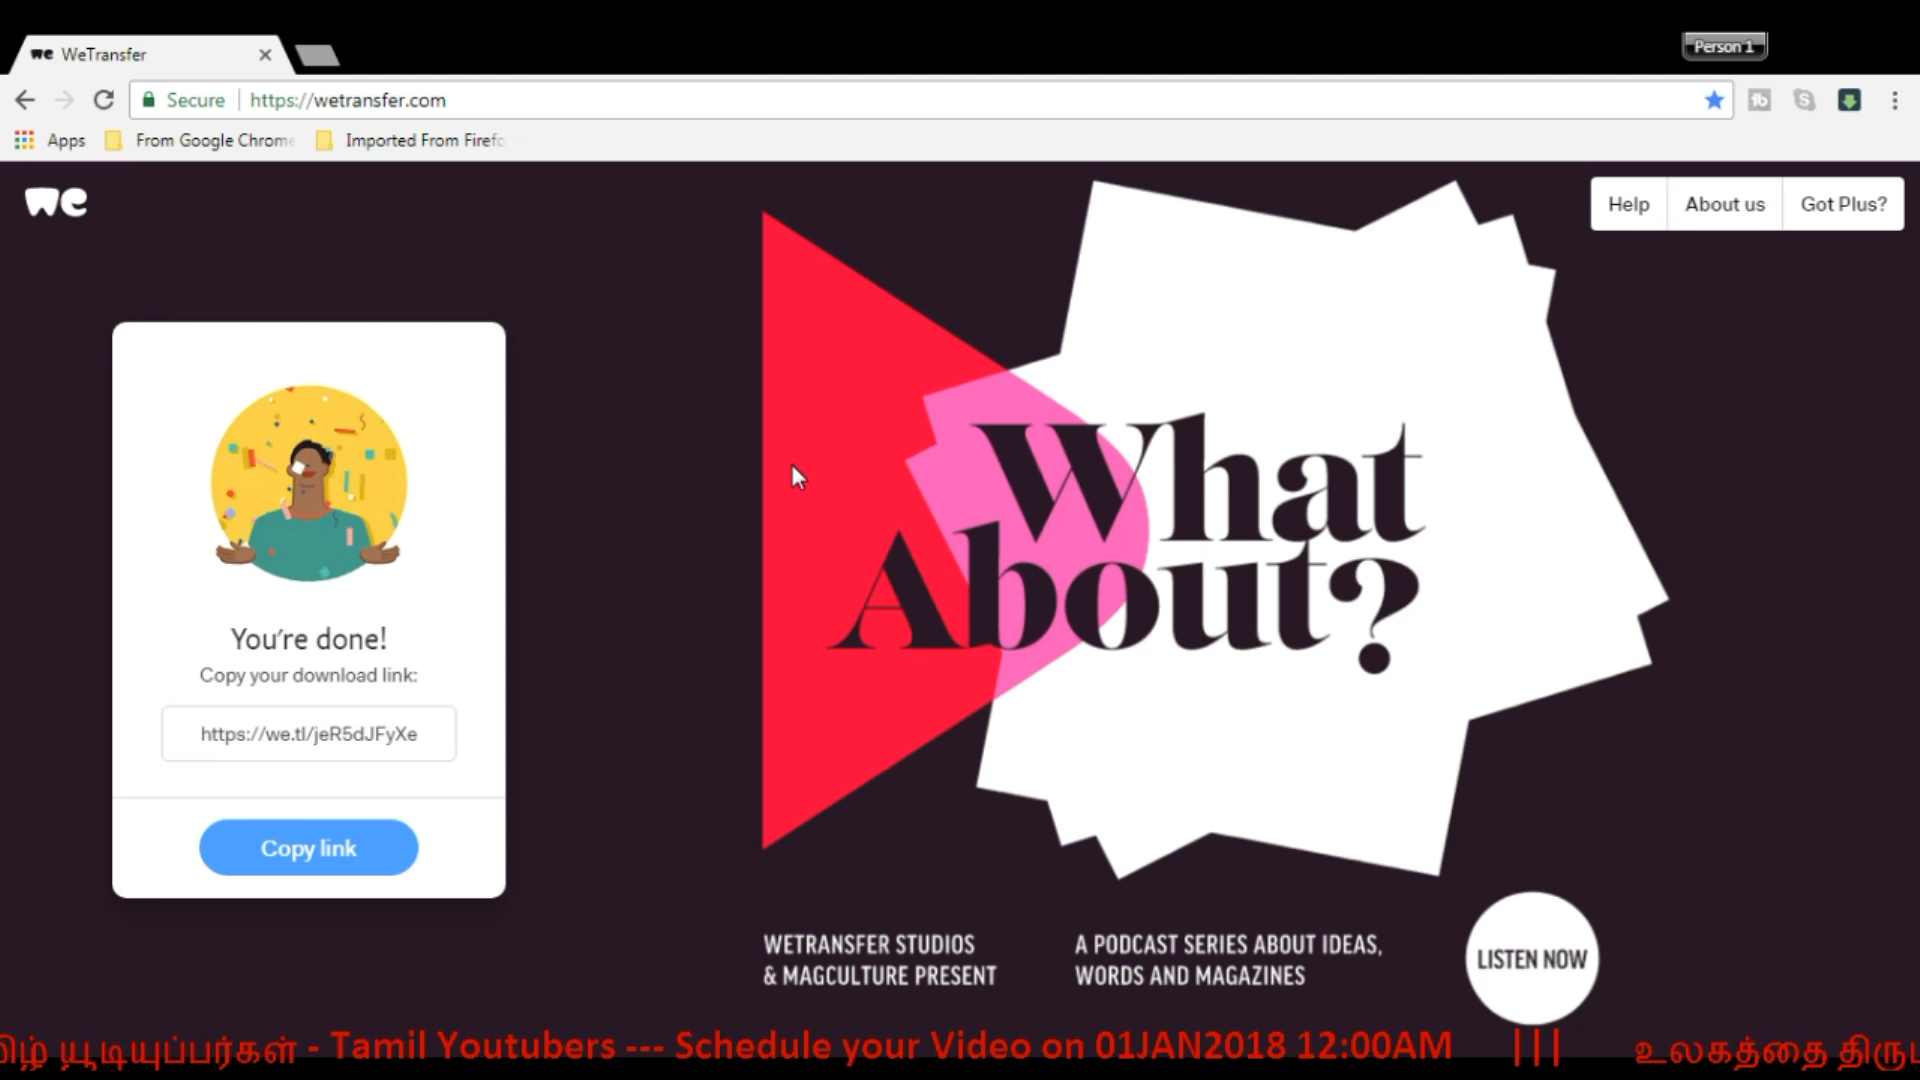 we WeTransfer
Person 1
Secure https://wetransfer.com
Apps From Google Chrome Imported From Firefo
we
Help About us Got Plus?
What
About?
You're done!
Copy your download link:
https://we.tl/jeR5dJFyXe
Copy link
WETRANSFER STUDIOS
& MAGCULTURE PRESENT
A PODCAST SERIES ABOUT IDEAS,
WORDS AND MAGAZINES
LISTEN NOW
யூடியுப்பர்கள் - Tamil Youtubers --- Schedule your Video on 01JAN2018 12:00AM ||| உலகத்தை